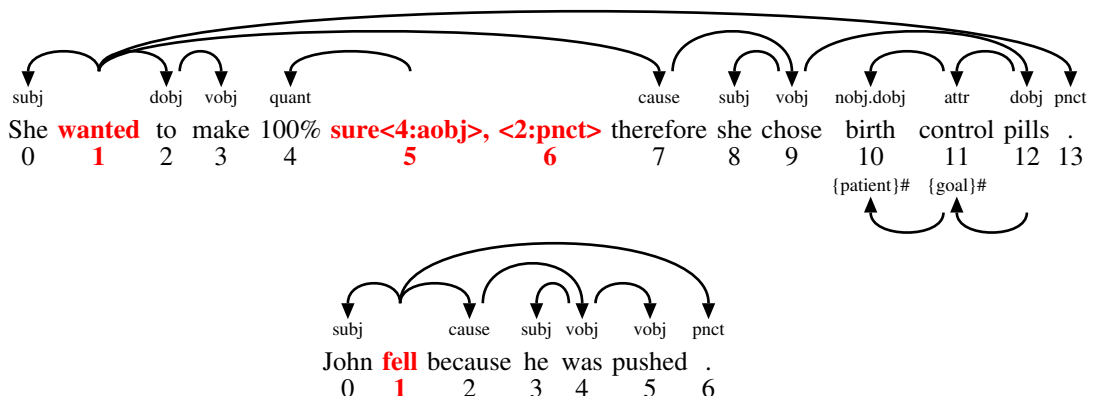 subj dobj vobj quant cause subj vobj nobj.dobj attr dobj pnct
She wanted to make 100% sure<4:aobj>, <2:pnct> therefore she chose birth control pills .
0 1 2 3 4 5 6 7 8 9 10 11 12 13
{patient}# {goal}#
subj cause subj vobj vobj pnct
John fell because he was pushed .
0 1 2 3 4 5 6